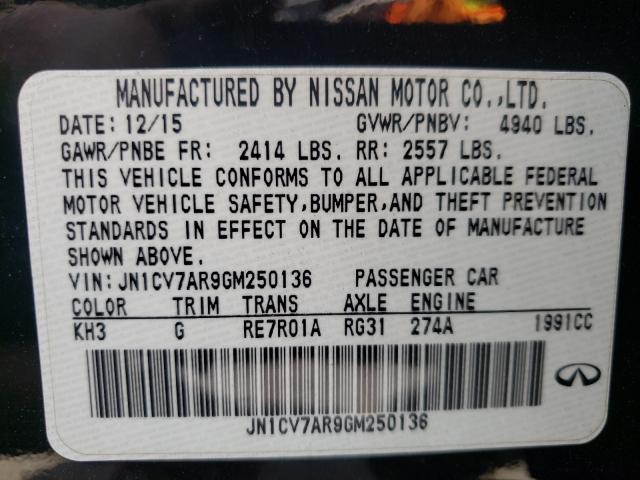 MANUFACTURED BY NISSAN MOTOR CO.,LTD.
DATE: 12/15 GVWR/PNBV: 4940 LBS.
GAWR/PNBE FR: 2414 LBS. RR: 2557 LBS.
THIS VEHICLE CONFORMS TO ALL APPLICABLE FEDERAL
MOTOR VEHICLE SAFETY,BUMPER,AND THEFT PREVENTION
STANDARDS IN EFFECT ON THE DATE OF MANUFACTURE
SHOWN ABOVE.
VIN:JN1CV7AR9GM250136 PASSENGER CAR
COLOR TRIM TRANS AXLE ENGINE
KH3 G RE7R01A RG31 274A 1991CC
JN1CV7AR9GM250136